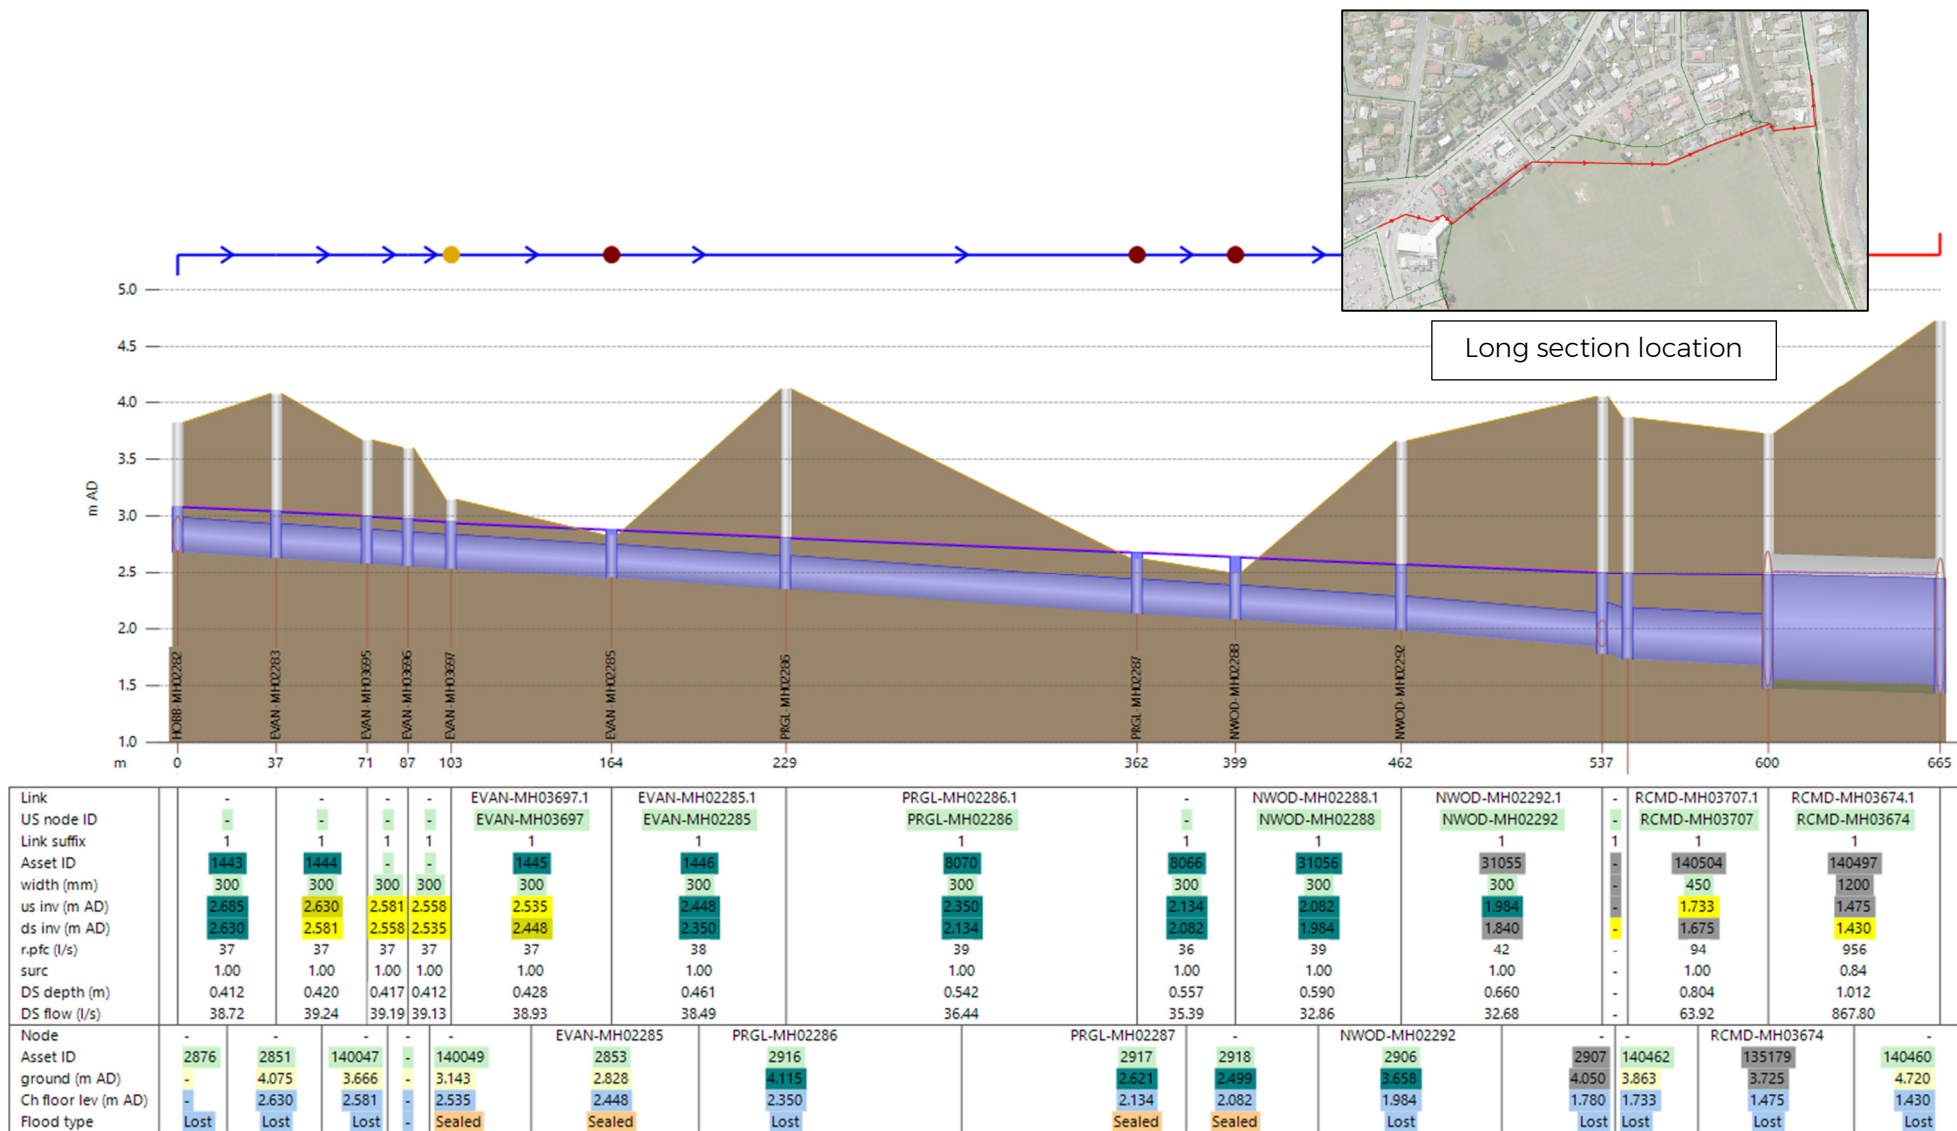 Long section location
5.0
4.5
4.0
3.5
3.0
2.5
2.0
1.5
1.0
m AD
HOBB-MH02282
EVAN-MH02283
EVAN-MH03695
EVAN-MH03696
EVAN-MH03697
EVAN-MH02285
PRGL-MH02286
PRGL-MH02287
NWOD-MH02288
NWOD-MH02292
m 0 37 71 87 103 164 229 362 399 462 537 600 665
Link - - - - EVAN-MH03697.1 EVAN-MH02285.1 PRGL-MH02286.1 - NWOD-MH02288.1 NWOD-MH02292.1 - RCMD-MH03707.1 RCMD-MH03674.1
US node ID - - - - EVAN-MH03697 EVAN-MH02285 PRGL-MH02286 - NWOD-MH02288 NWOD-MH02292 - RCMD-MH03707 RCMD-MH03674
Link suffix 1 1 1 1 1 1 1 1 1 1 1 1 1
Asset ID 1443 1444 - - 1445 1446 8070 8066 31056 31055 - 140504 140497
width (mm) 300 300 300 300 300 300 300 300 300 300 - 450 1200
us inv (m AD) 2.685 2.630 2.581 2.558 2.535 2.448 2.350 2.134 2.082 1.984 - 1.733 1.475
ds inv (m AD) 2.630 2.581 2.558 2.535 2.448 2.350 2.134 2.082 1.984 1.840 - 1.675 1.430
r.pfc (l/s) 37 37 37 37 37 38 39 36 39 42 - 94 956
surc 1.00 1.00 1.00 1.00 1.00 1.00 1.00 1.00 1.00 1.00 - 1.00 0.84
DS depth (m) 0.412 0.420 0.417 0.412 0.428 0.461 0.542 0.557 0.590 0.660 - 0.804 1.012
DS flow (l/s) 38.72 39.24 39.19 39.13 38.93 38.49 36.44 35.39 32.86 32.68 - 63.92 867.80
Node - - - - - EVAN-MH02285 PRGL-MH02286 PRGL-MH02287 - NWOD-MH02292 - - RCMD-MH03674 -
Asset ID 2876 2851 140047 - 140049 2853 2916 2917 2918 2906 2907 140462 135179 140460
ground (m AD) - 4.075 3.666 - 3.143 2.828 4.115 2.621 2.499 3.658 4.050 3.863 3.725 4.720
Ch floor lev (m AD) - 2.630 2.581 - 2.535 2.448 2.350 2.134 2.082 1.984 1.780 1.733 1.475 1.430
Flood type Lost Lost Lost - Sealed Sealed Lost Sealed Sealed Lost Lost Lost Lost Lost